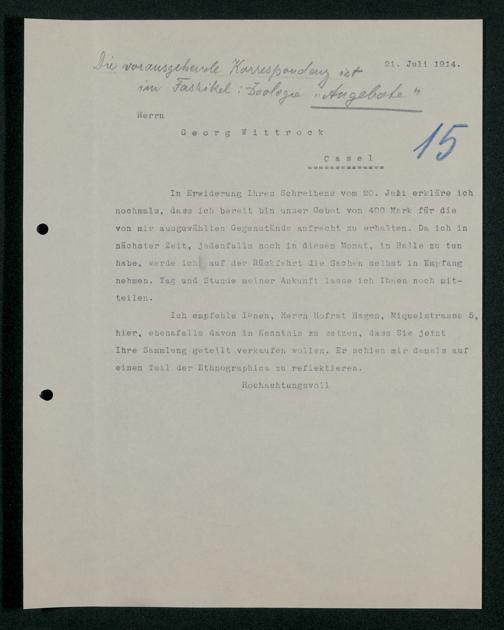 Die vorausgehende Korrespondenz ist
im Faszikel: Zoologie "Angebote"
21. Juli 1914.
15
Herrn
Georg Wittrock
Casel
In Erwiderung Ihres Schreibens vom 20. Juli erkläre ich
nochmals, dass ich bereit bin unser Gebot von 400 Mark für die
von mir ausgewählten Gegenstände aufrecht zu erhalten. Da ich in
nächster Zeit, jedenfalls noch in diesem Monat, in Halle zu tun
habe, werde ich auf der Rückfahrt die Sachen selbst in Empfang
nehmen. Tag und Stunde meiner Ankunft lasse ich Ihnen noch mit-
teilen.
Ich empfehle Ihnen, Herrn Hofrat Hagen, Miquelstrasse 5,
hier, ebenfalls davon in Kenntnis zu setzen, dass Sie jetzt
Ihre Sammlung geteilt verkaufen wollen. Er schien mir damals auf
einen Teil der Ethnographica zu reflektieren.
Hochachtungsvoll